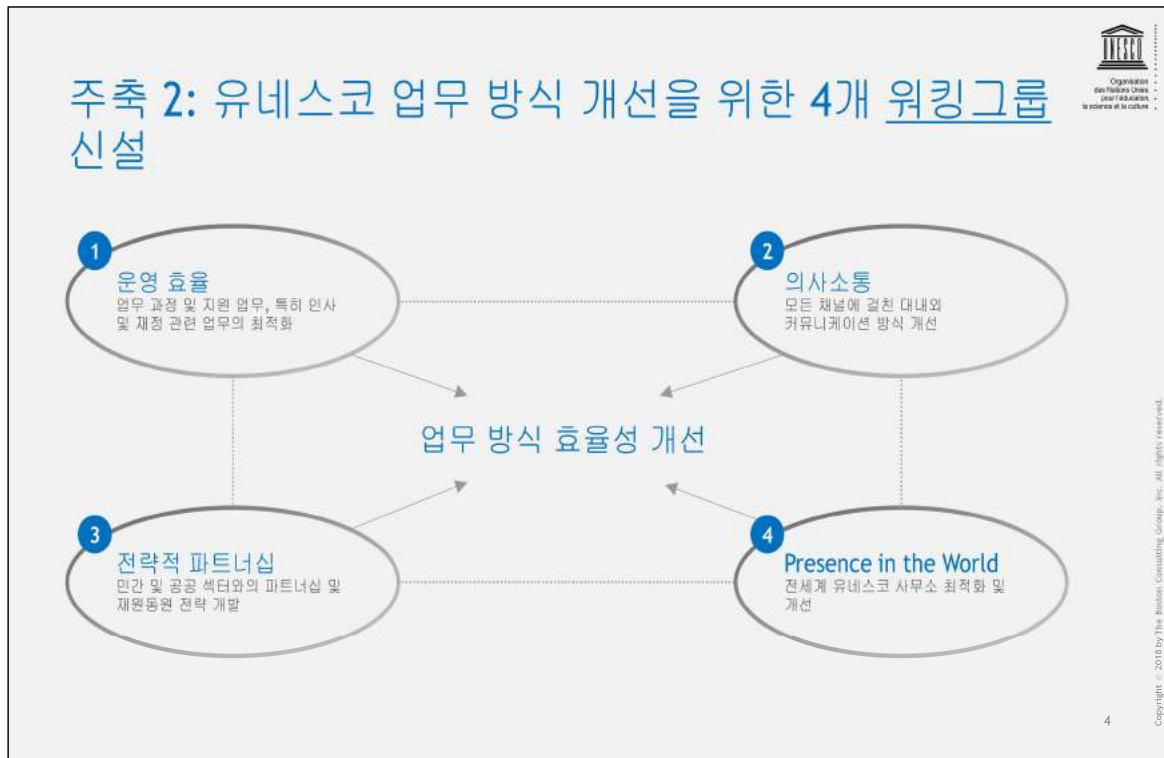 주축 2: 유네스코 업무 방식 개선을 위한 4개 워킹그룹
신설
UNESCO
Organisation
des Nations Unies
pour l'éducation,
la science et la culture
1
운영 효율
업무 과정 및 지원 업무, 특히 인사
및 재정 관련 업무의 최적화
2
의사소통
모든 채널에 걸친 대내외
커뮤니케이션 방식 개선
업무 방식 효율성 개선
3
전략적 파트너십
민간 및 공공 섹터와의 파트너십 및
재원동원 전략 개발
4
Presence in the World
전세계 유네스코 사무소 최적화 및
개선
Copyright © 2018 by The Boston Consulting Group, Inc. All rights reserved.
4